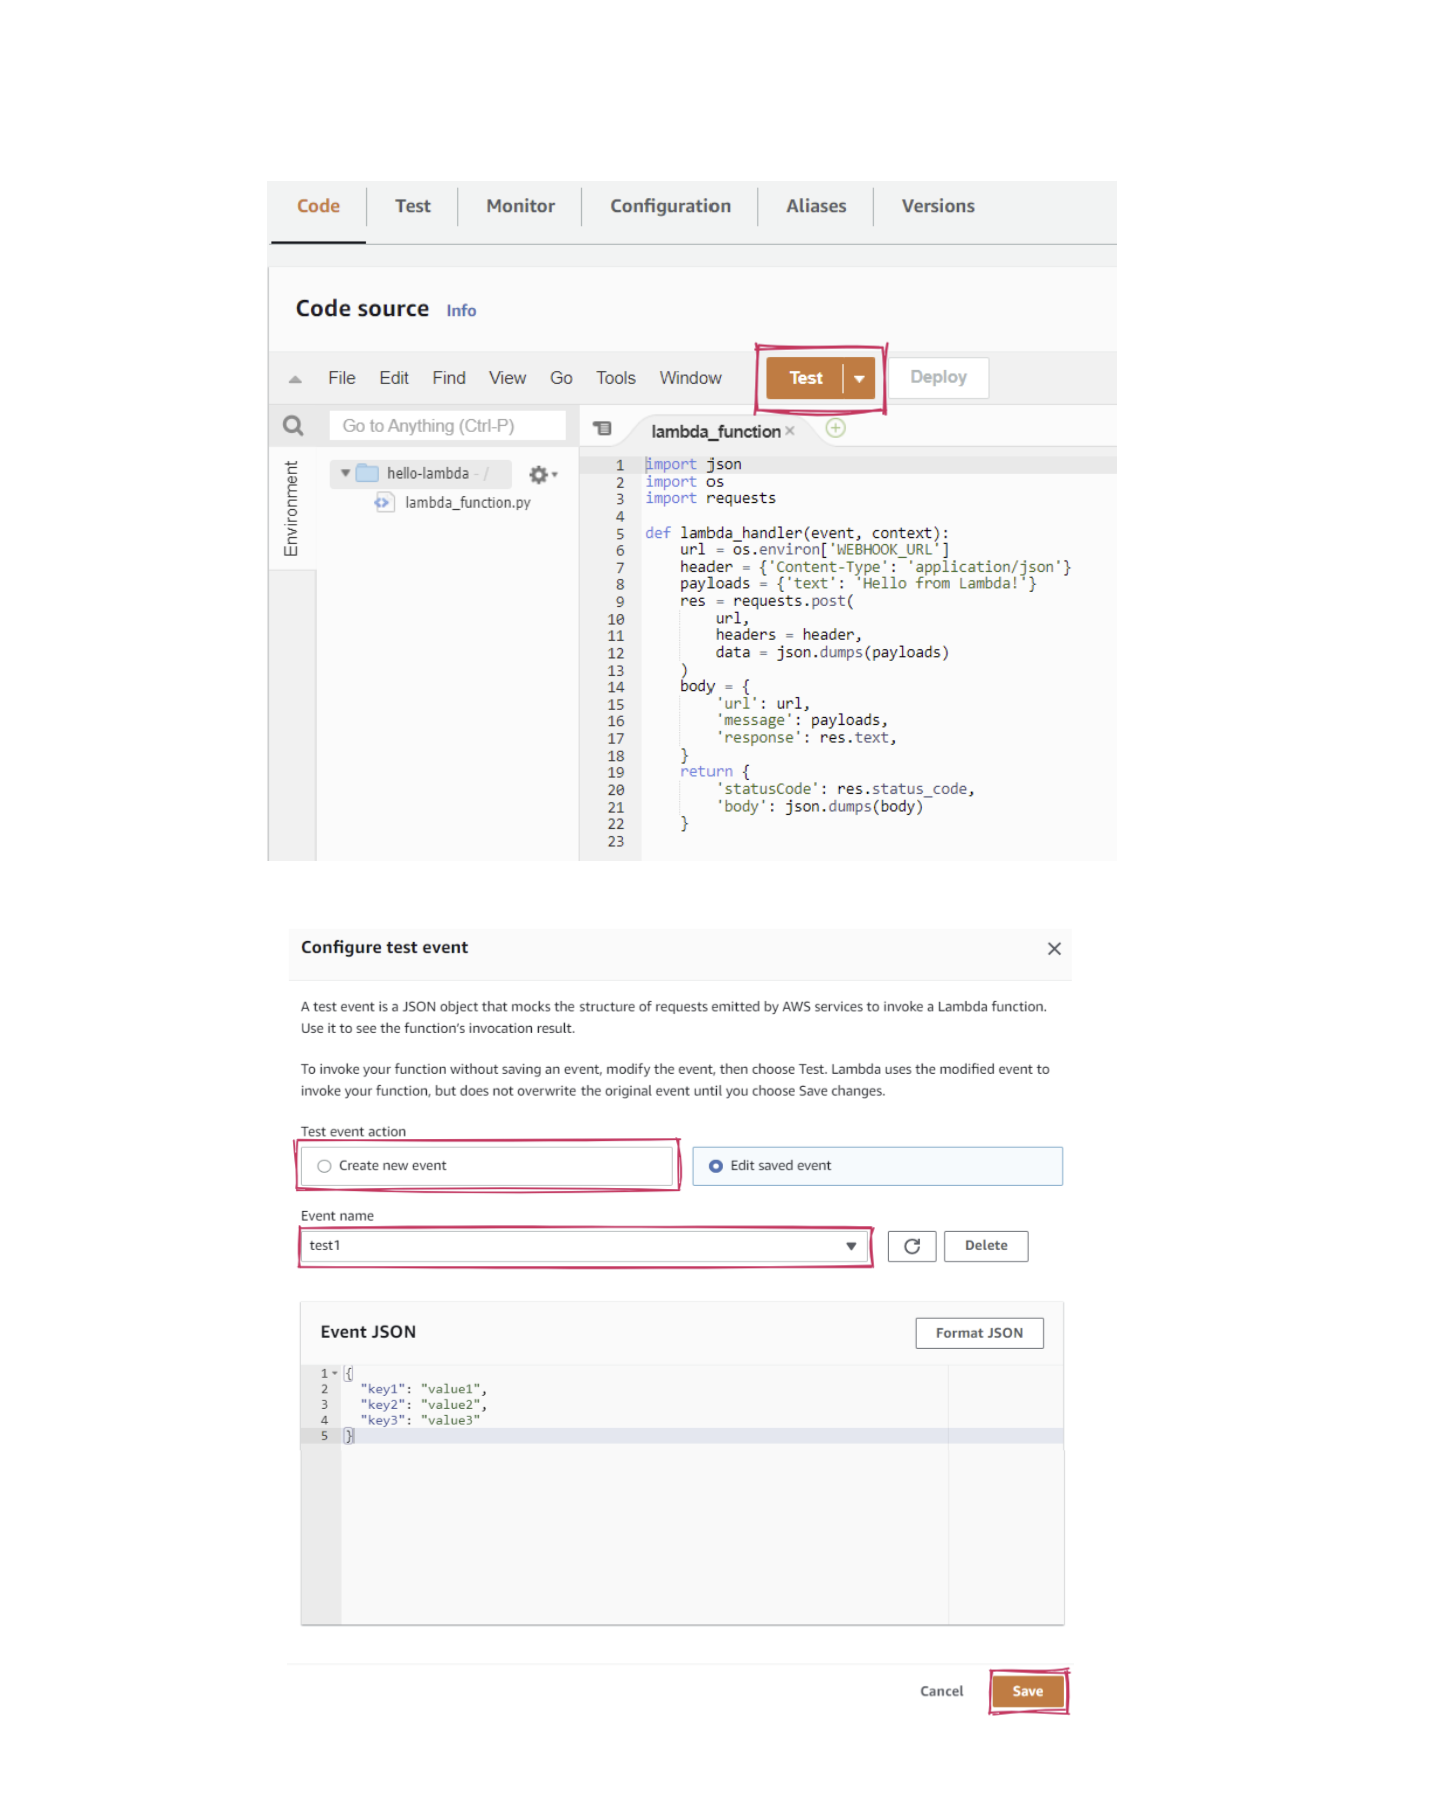 Code Test Monitor Configuration Aliases Versions
Code source Info
File Edit Find View Go Tools Window Test Deploy
Go to Anything (Ctrl-P)
lambda_function ×
Environment
hello-lambda - /
lambda_function.py
1 import json
2 import os
3 import requests
4
5 def lambda_handler(event, context):
6 url = os.environ['WEBHOOK_URL']
7 header = {'Content-Type': 'application/json'}
8 payloads = {'text': 'Hello from Lambda!'}
9 res = requests.post(
10 url,
11 headers = header,
12 data = json.dumps(payloads)
13 )
14 body = {
15 'url': url,
16 'message': payloads,
17 'response': res.text,
18 }
19 return {
20 'statusCode': res.status_code,
21 'body': json.dumps(body)
22 }
23
Configure test event
A test event is a JSON object that mocks the structure of requests emitted by AWS services to invoke a Lambda function.
Use it to see the function's invocation result.
To invoke your function without saving an event, modify the event, then choose Test. Lambda uses the modified event to
invoke your function, but does not overwrite the original event until you choose Save changes.
Test event action
Create new event Edit saved event
Event name
test1 Delete
Event JSON Format JSON
1 {
2 "key1": "value1",
3 "key2": "value2",
4 "key3": "value3"
5 }
Cancel Save